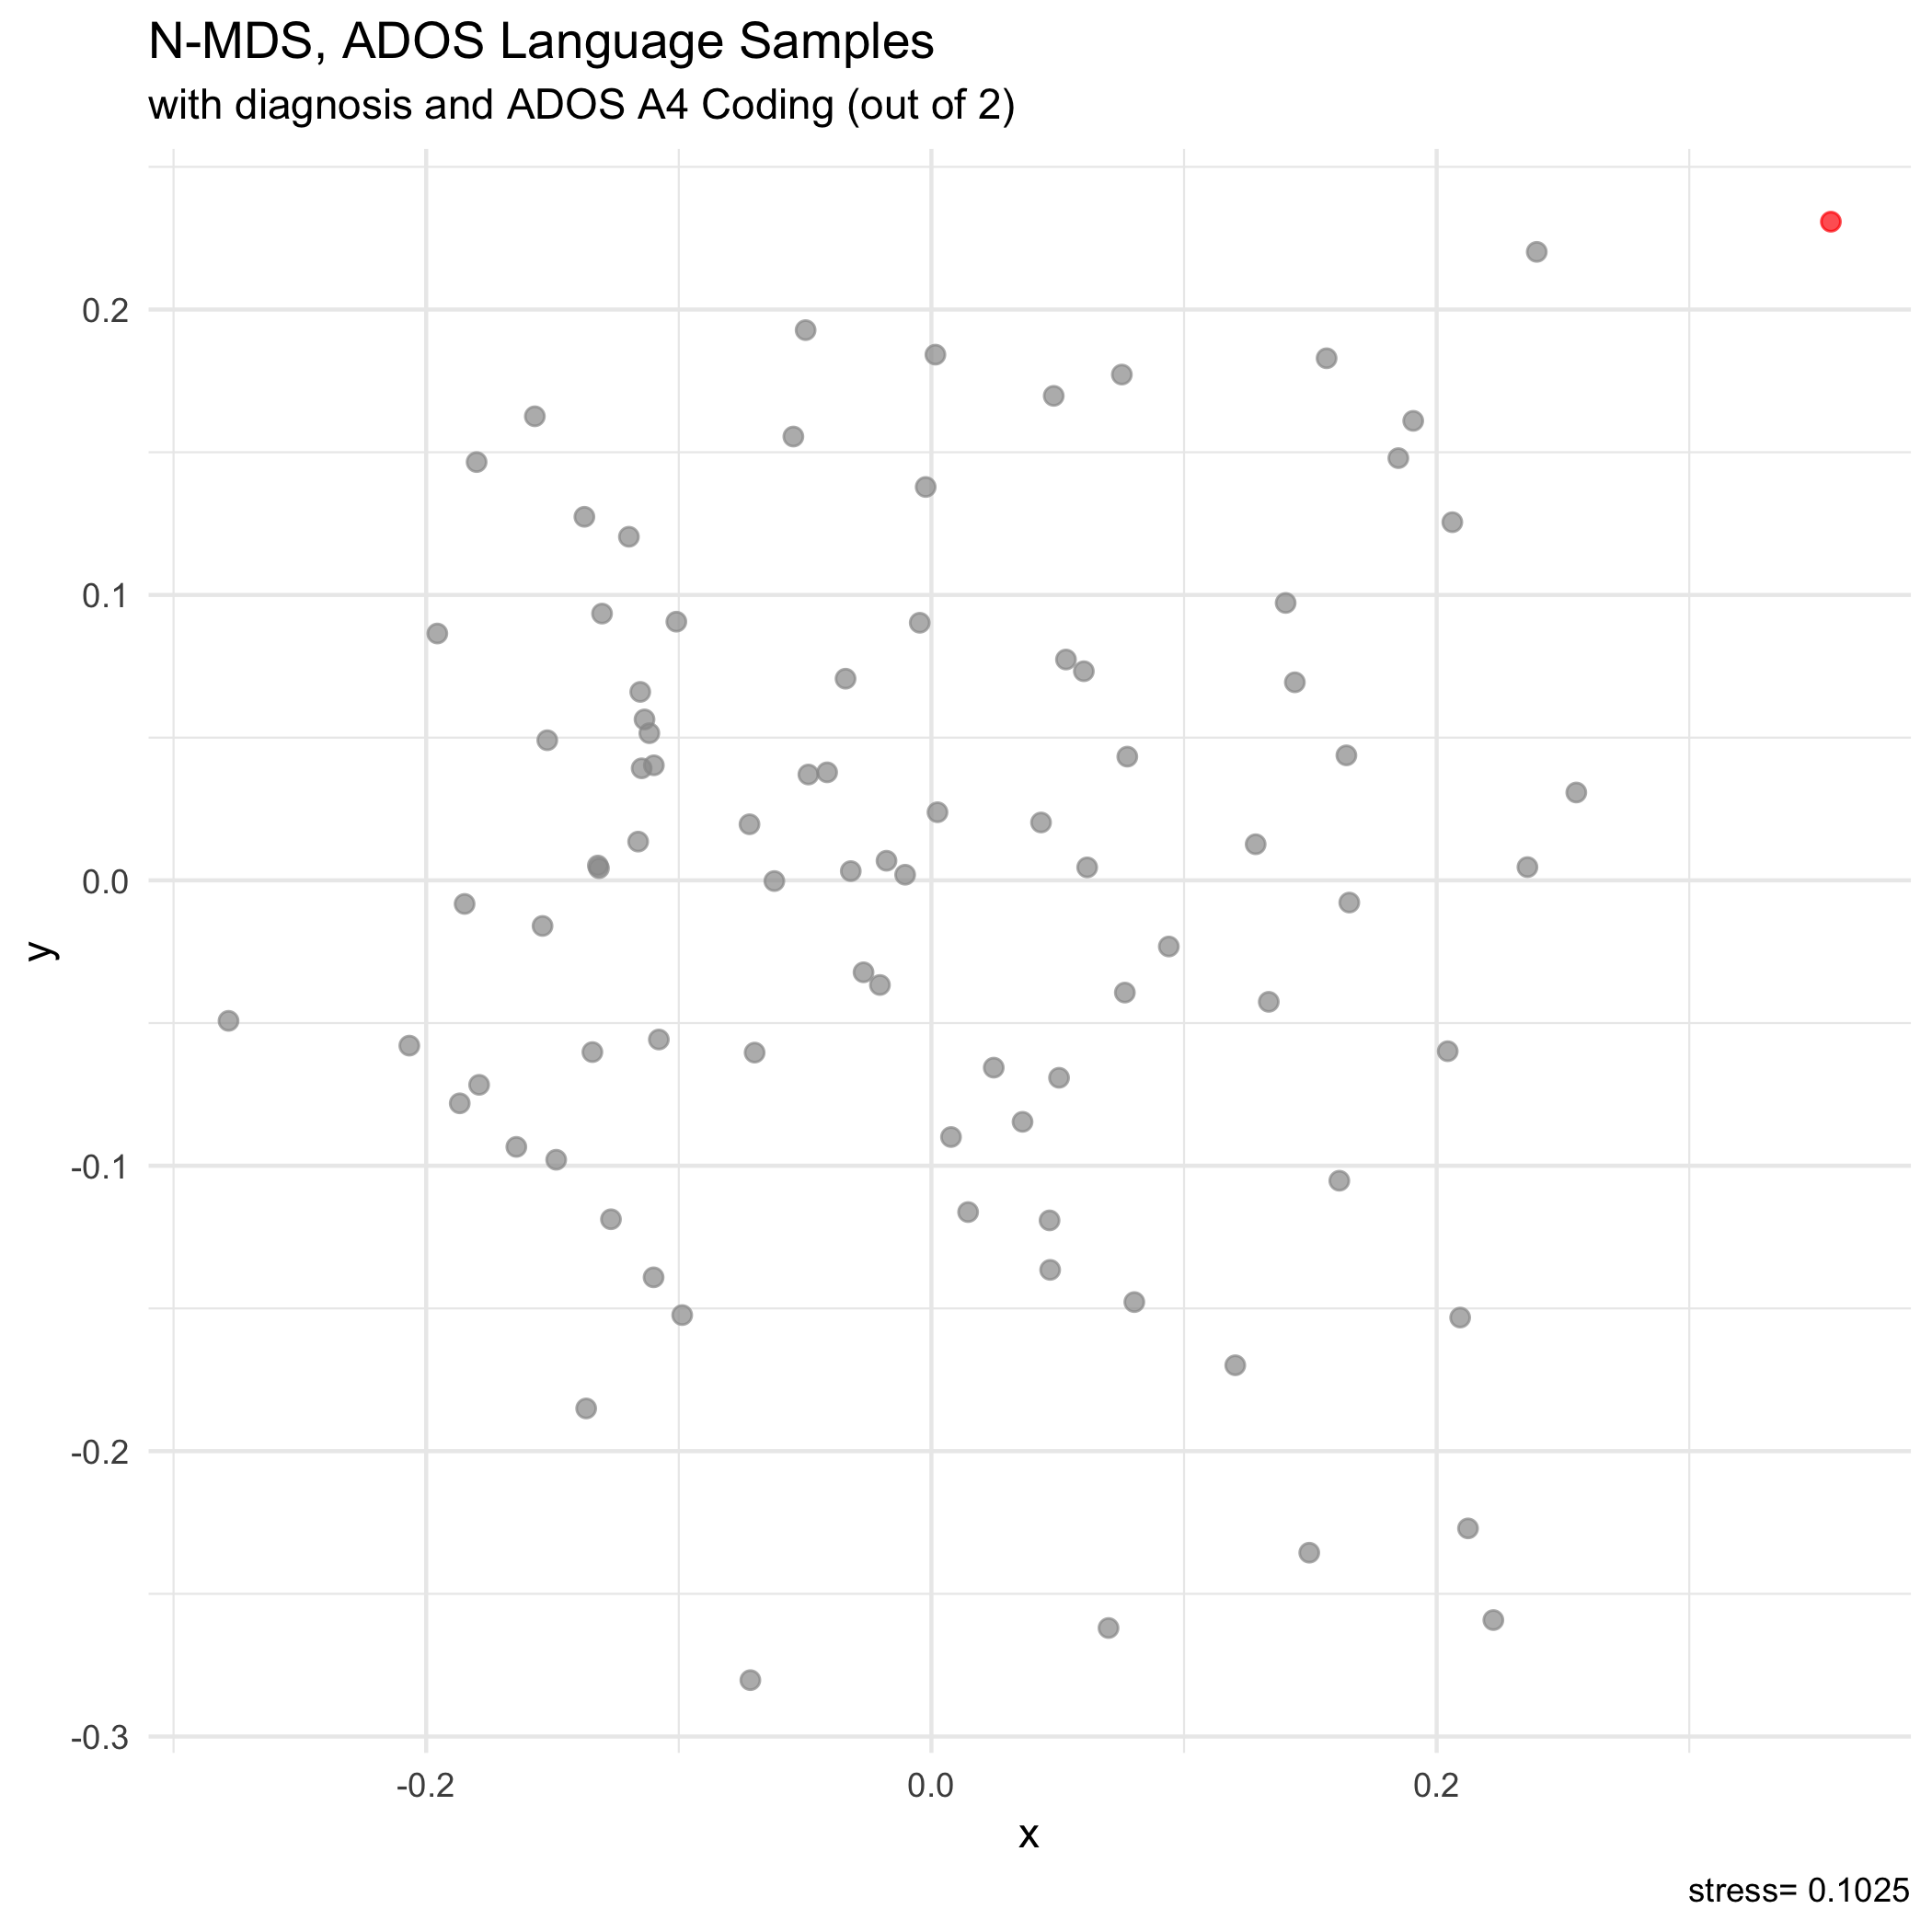 N-MDS, ADOS Language Samples
with diagnosis and ADOS A4 Coding (out of 2)
0.2
0.1
0.0
-0.1
-0.2
-0.3
y
-0.2 0.0 0.2
x
stress= 0.1025